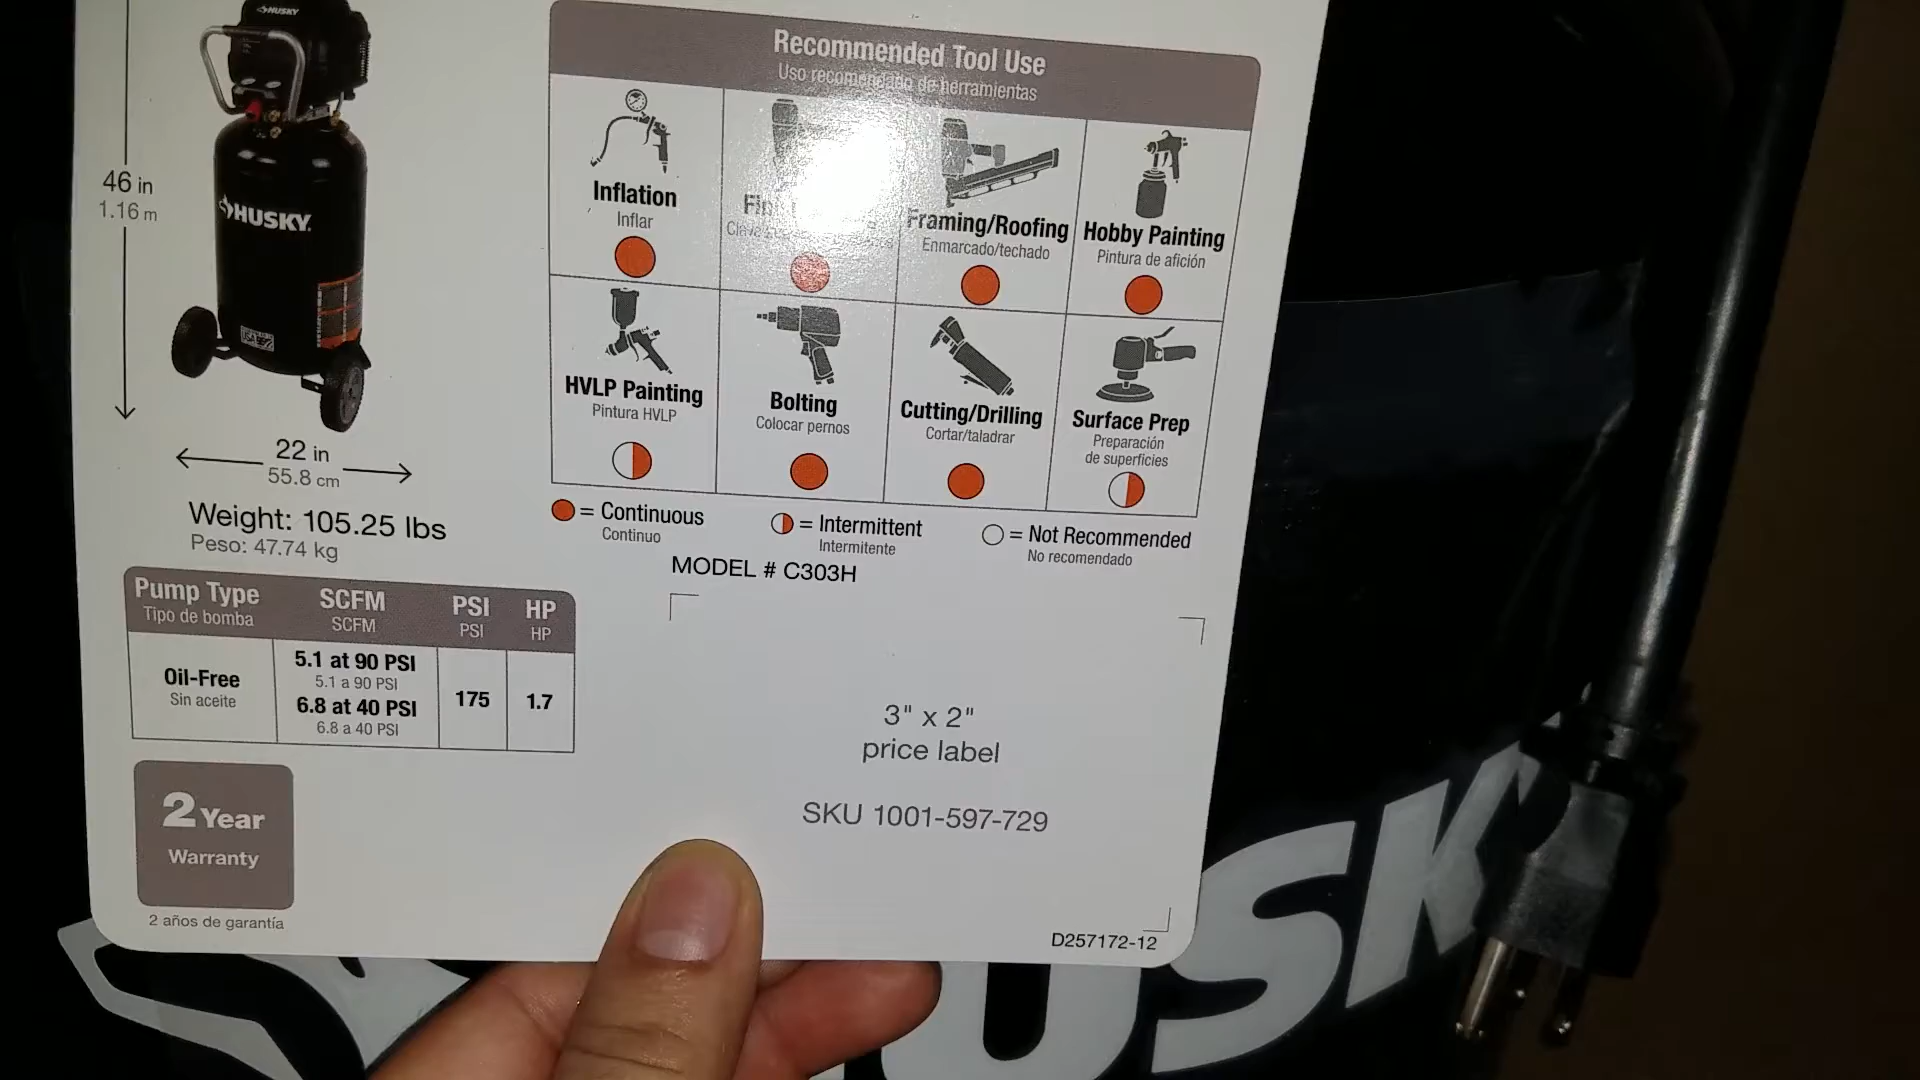 HUSKY
46 in
1.16 m
HUSKY
USA
22 in
55.8 cm
Weight: 105.25 lbs
Peso: 47.74 kg
Recommended Tool Use
Uso recomendado de herramientas
Inflation
Inflar
Framing/Roofing
Enmarcado/techado
Hobby Painting
Pintura de afición
HVLP Painting
Pintura HVLP
Bolting
Colocar pernos
Cutting/Drilling
Cortar/taladrar
Surface Prep
Preparación
de superficies
= Continuous
Continuo
= Intermittent
Intermitente
= Not Recommended
No recomendado
MODEL # C303H
Pump Type SCFM PSI HP
Tipo de bomba SCFM PSI HP
Oil-Free
Sin aceite
5.1 at 90 PSI
5.1 a 90 PSI
6.8 at 40 PSI
6.8 a 40 PSI
175
1.7
3" x 2"
price label
SKU 1001-597-729
2 Year
Warranty
2 años de garantía
D257172-12
USK